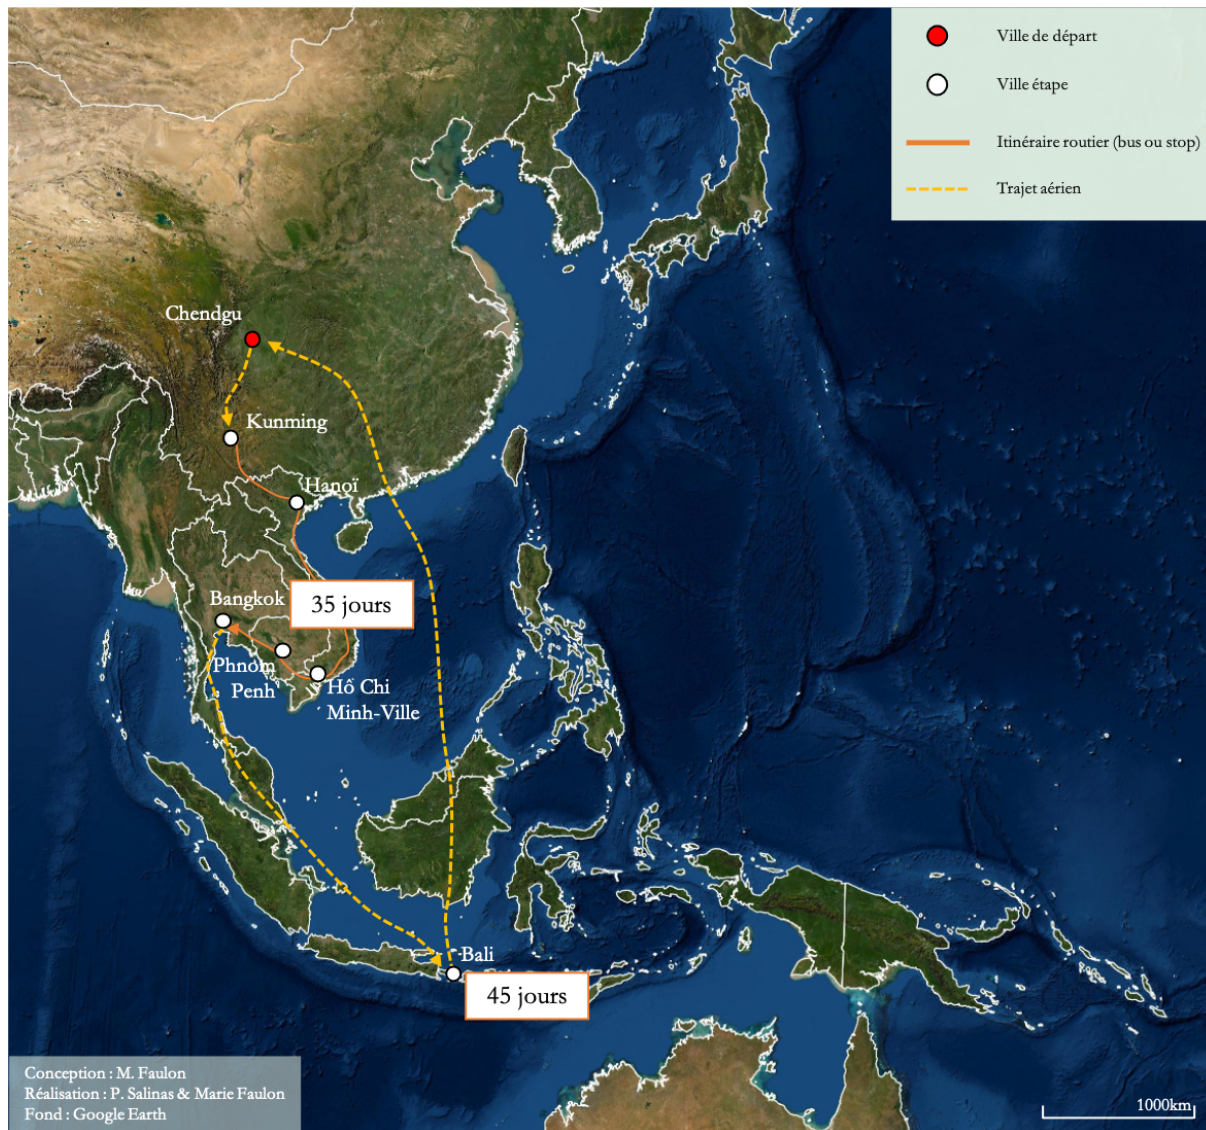 Ville de départ
Ville étape
Itinéraire routier (bus ou stop)
Trajet aérien
Chendgu
Kunming
Hanoï
Bangkok
35 jours
Phnom
Penh
Hô Chi
Minh-Ville
Bali
45 jours
Conception : M. Faulon
Réalisation : P. Salinas & Marie Faulon
Fond : Google Earth
1000km